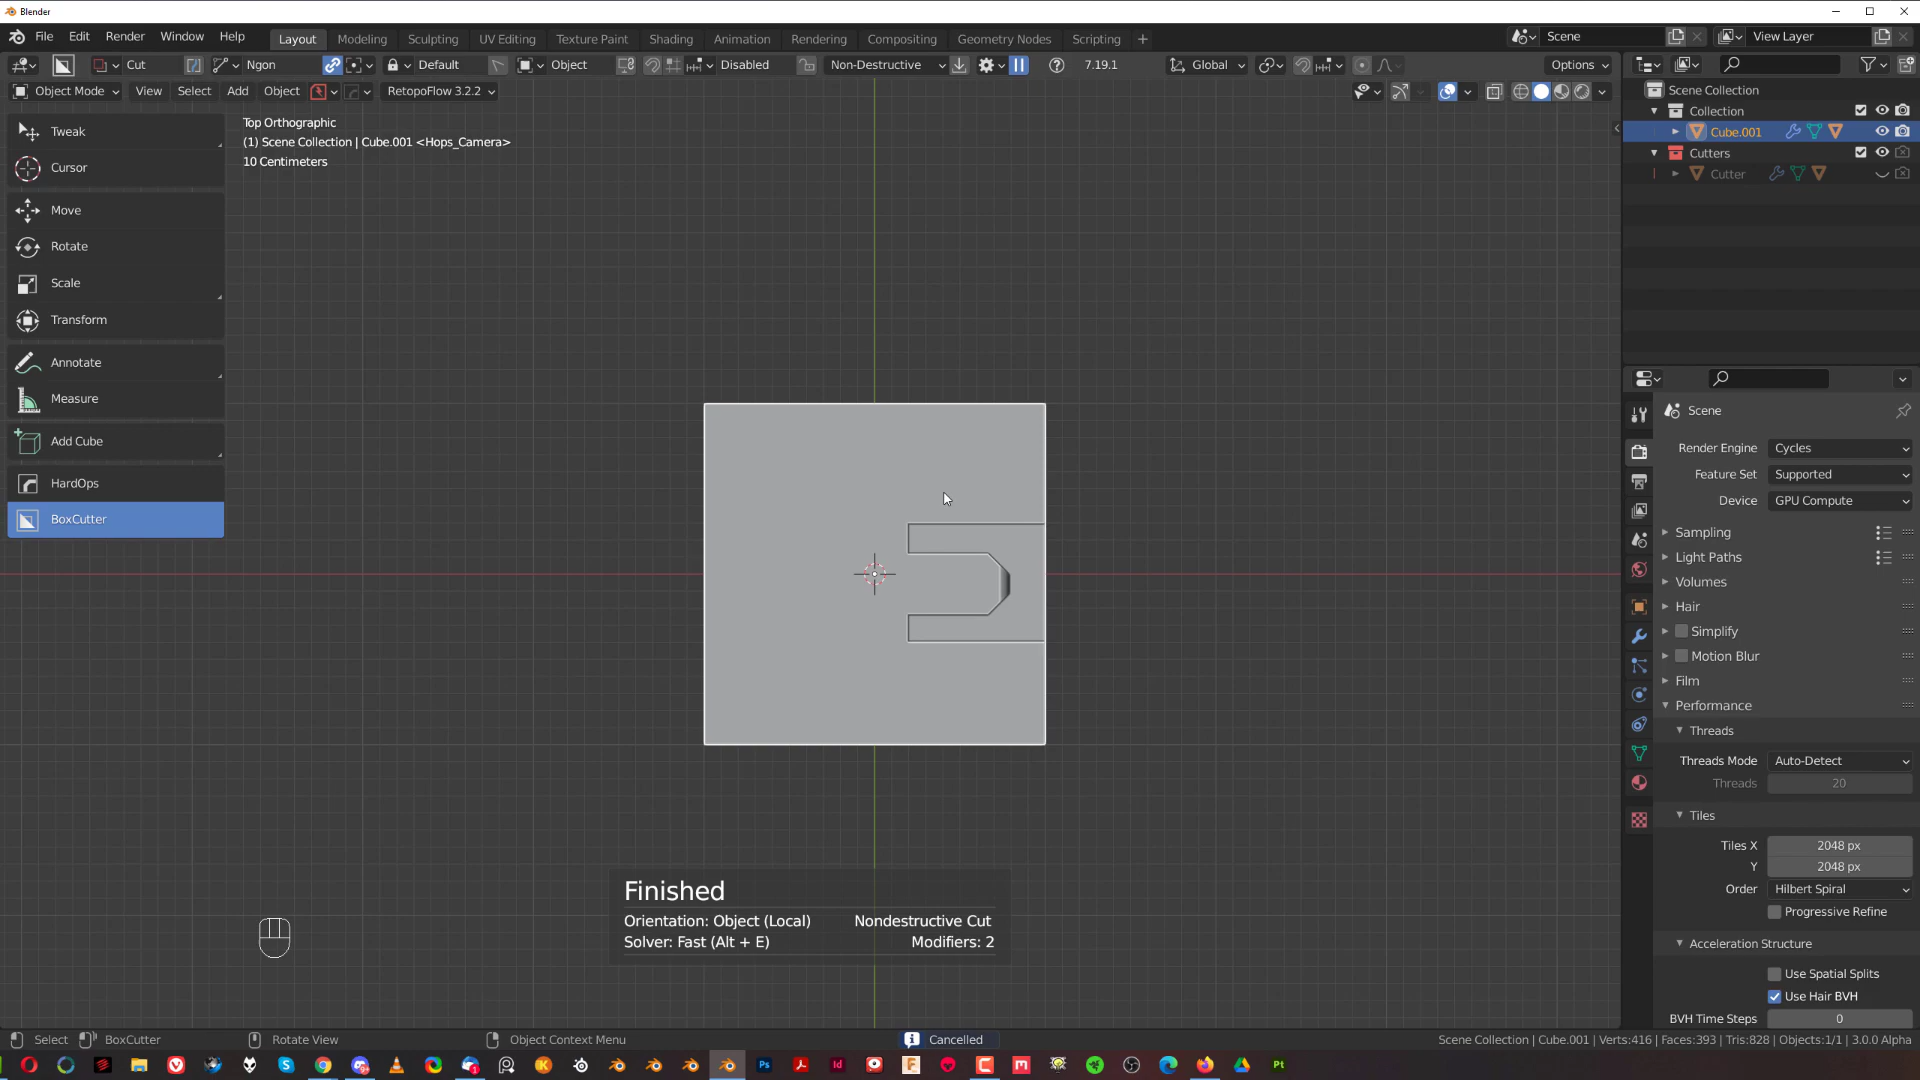 Blender
File Edit Render Window Help Layout Modeling Sculpting UV Editing Texture Paint Shading Animation Rendering Compositing Geometry Nodes Scripting + Scene View Layer
Cut Ngon Default Object Disabled Non-Destructive 7.19.1 Global Options
Object Mode View Select Add Object RetopoFlow 3.2.2
Scene Collection
Collection
Cube.001
Cutters
Cutter
Tweak
Cursor
Move
Rotate
Scale
Transform
Annotate
Measure
Add Cube
HardOps
BoxCutter
Top Orthographic
(1) Scene Collection | Cube.001 <Hops_Camera>
10 Centimeters
Finished
Orientation: Object (Local) Nondestructive Cut
Solver: Fast (Alt + E) Modifiers: 2
Scene
Render Engine Cycles
Feature Set Supported
Device GPU Compute
Sampling
Light Paths
Volumes
Hair
Simplify
Motion Blur
Film
Performance
Threads
Threads Mode Auto-Detect
Threads 20
Tiles
Tiles X 2048 px
Y 2048 px
Order Hilbert Spiral
Progressive Refine
Acceleration Structure
Use Spatial Splits
Use Hair BVH
BVH Time Steps 0
Select BoxCutter Rotate View Object Context Menu Cancelled Scene Collection | Cube.001 | Verts:416 | Faces:393 | Tris:828 | Objects:1/1 | 3.0.0 Alpha
Ps Id F M Pt